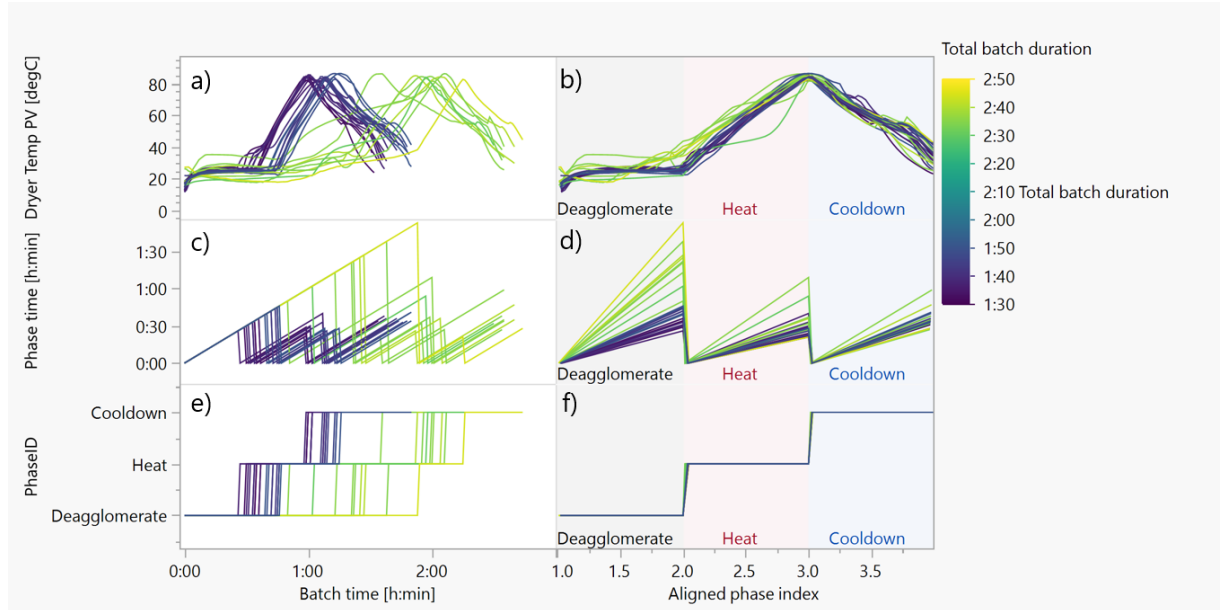 Total batch duration
a)
b)
Dryer Temp PV [degC]
80
60
40
20
0
Deagglomerate
Heat
Cooldown
2:50
2:40
2:30
2:20
2:10
2:00
1:50
1:40
1:30
Total batch duration
c)
d)
Phase time [h:min]
1:30
1:00
0:30
0:00
Deagglomerate
Heat
Cooldown
e)
f)
PhaseID
Cooldown
Heat
Deagglomerate
Deagglomerate
Heat
Cooldown
0:00
1:00
2:00
1.0
1.5
2.0
2.5
3.0
3.5
Batch time [h:min]
Aligned phase index